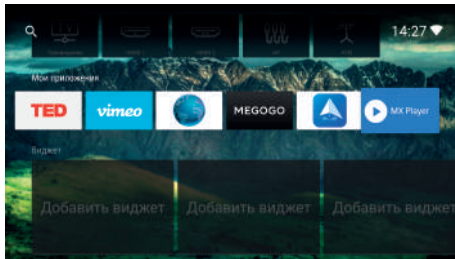 14:27
Мои приложения
TED
vimeo
MEGOGO
MX Player
Виджет
Добавить виджет
Добавить виджет
Добавить виджет